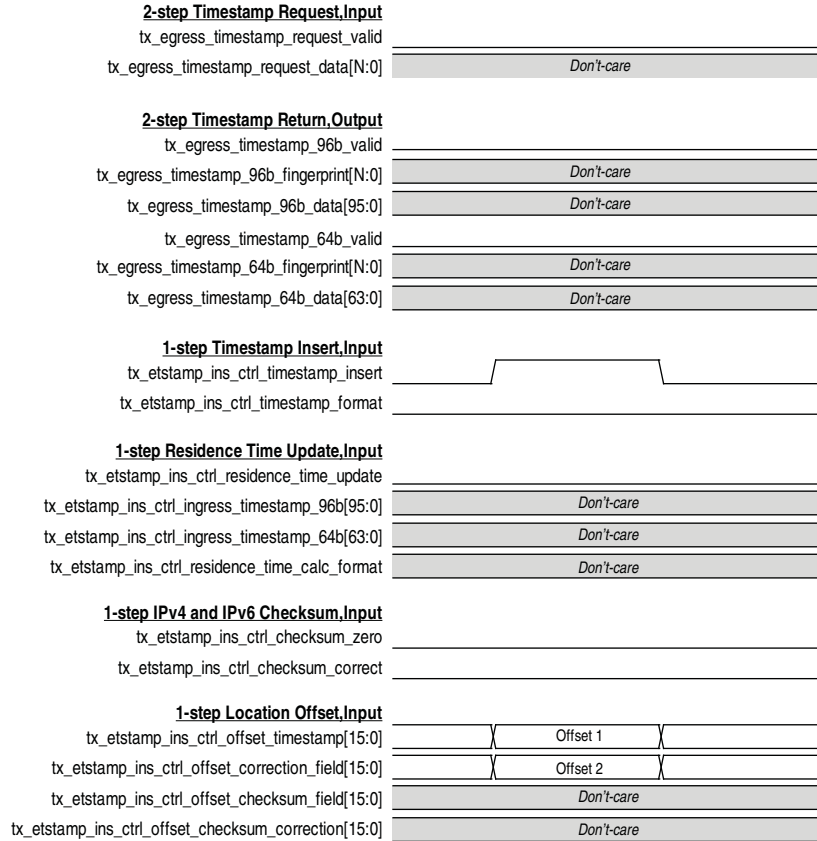 2-step Timestamp Request,Input
tx_egress_timestamp_request_valid
tx_egress_timestamp_request_data[N:0] Don't-care
2-step Timestamp Return,Output
tx_egress_timestamp_96b_valid
tx_egress_timestamp_96b_fingerprint[N:0] Don't-care
tx_egress_timestamp_96b_data[95:0] Don't-care
tx_egress_timestamp_64b_valid
tx_egress_timestamp_64b_fingerprint[N:0] Don't-care
tx_egress_timestamp_64b_data[63:0] Don't-care
1-step Timestamp Insert,Input
tx_etstamp_ins_ctrl_timestamp_insert
tx_etstamp_ins_ctrl_timestamp_format
1-step Residence Time Update,Input
tx_etstamp_ins_ctrl_residence_time_update
tx_etstamp_ins_ctrl_ingress_timestamp_96b[95:0] Don't-care
tx_etstamp_ins_ctrl_ingress_timestamp_64b[63:0] Don't-care
tx_etstamp_ins_ctrl_residence_time_calc_format Don't-care
1-step IPv4 and IPv6 Checksum,Input
tx_etstamp_ins_ctrl_checksum_zero
tx_etstamp_ins_ctrl_checksum_correct
1-step Location Offset,Input
tx_etstamp_ins_ctrl_offset_timestamp[15:0] Offset 1
tx_etstamp_ins_ctrl_offset_correction_field[15:0] Offset 2
tx_etstamp_ins_ctrl_offset_checksum_field[15:0] Don't-care
tx_etstamp_ins_ctrl_offset_checksum_correction[15:0] Don't-care